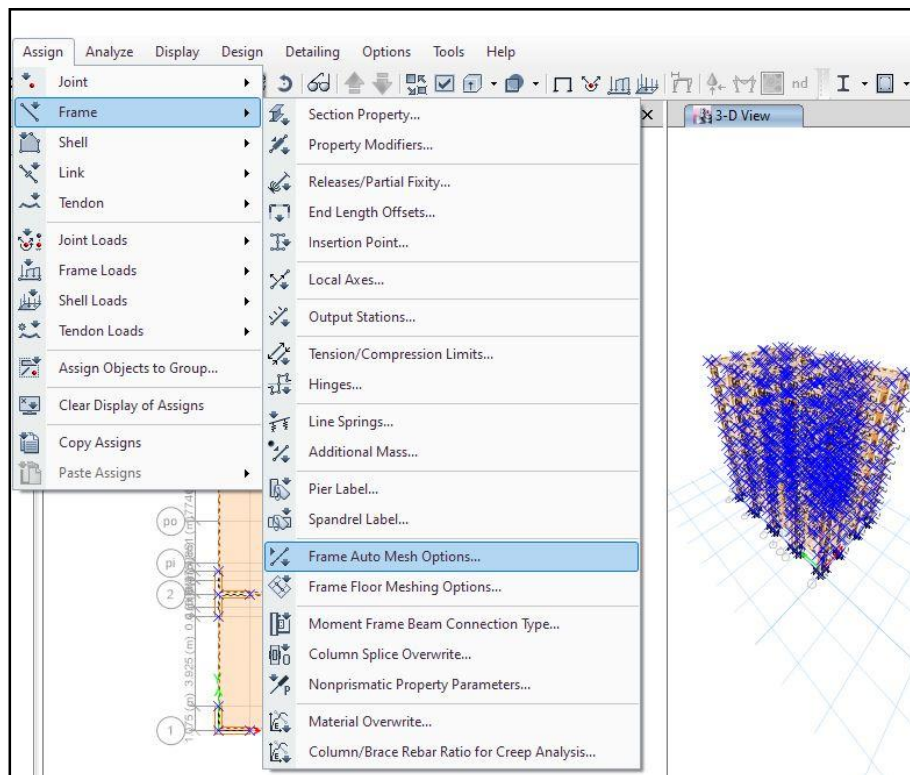 Assign Analyze Display Design Detailing Options Tools Help
nd
3-D View
Joint
Frame
Shell
Link
Tendon
Joint Loads
Frame Loads
Shell Loads
Tendon Loads
Assign Objects to Group...
Clear Display of Assigns
Copy Assigns
Paste Assigns
Section Property...
Property Modifiers...
Releases/Partial Fixity...
End Length Offsets...
Insertion Point...
Local Axes...
Output Stations...
Tension/Compression Limits...
Hinges...
Line Springs...
Additional Mass...
Pier Label...
Spandrel Label...
Frame Auto Mesh Options...
Frame Floor Meshing Options...
Moment Frame Beam Connection Type...
Column Splice Overwrite...
Nonprismatic Property Parameters...
Material Overwrite...
Column/Brace Rebar Ratio for Creep Analysis...
po
pi
2
3.925 (m)
1